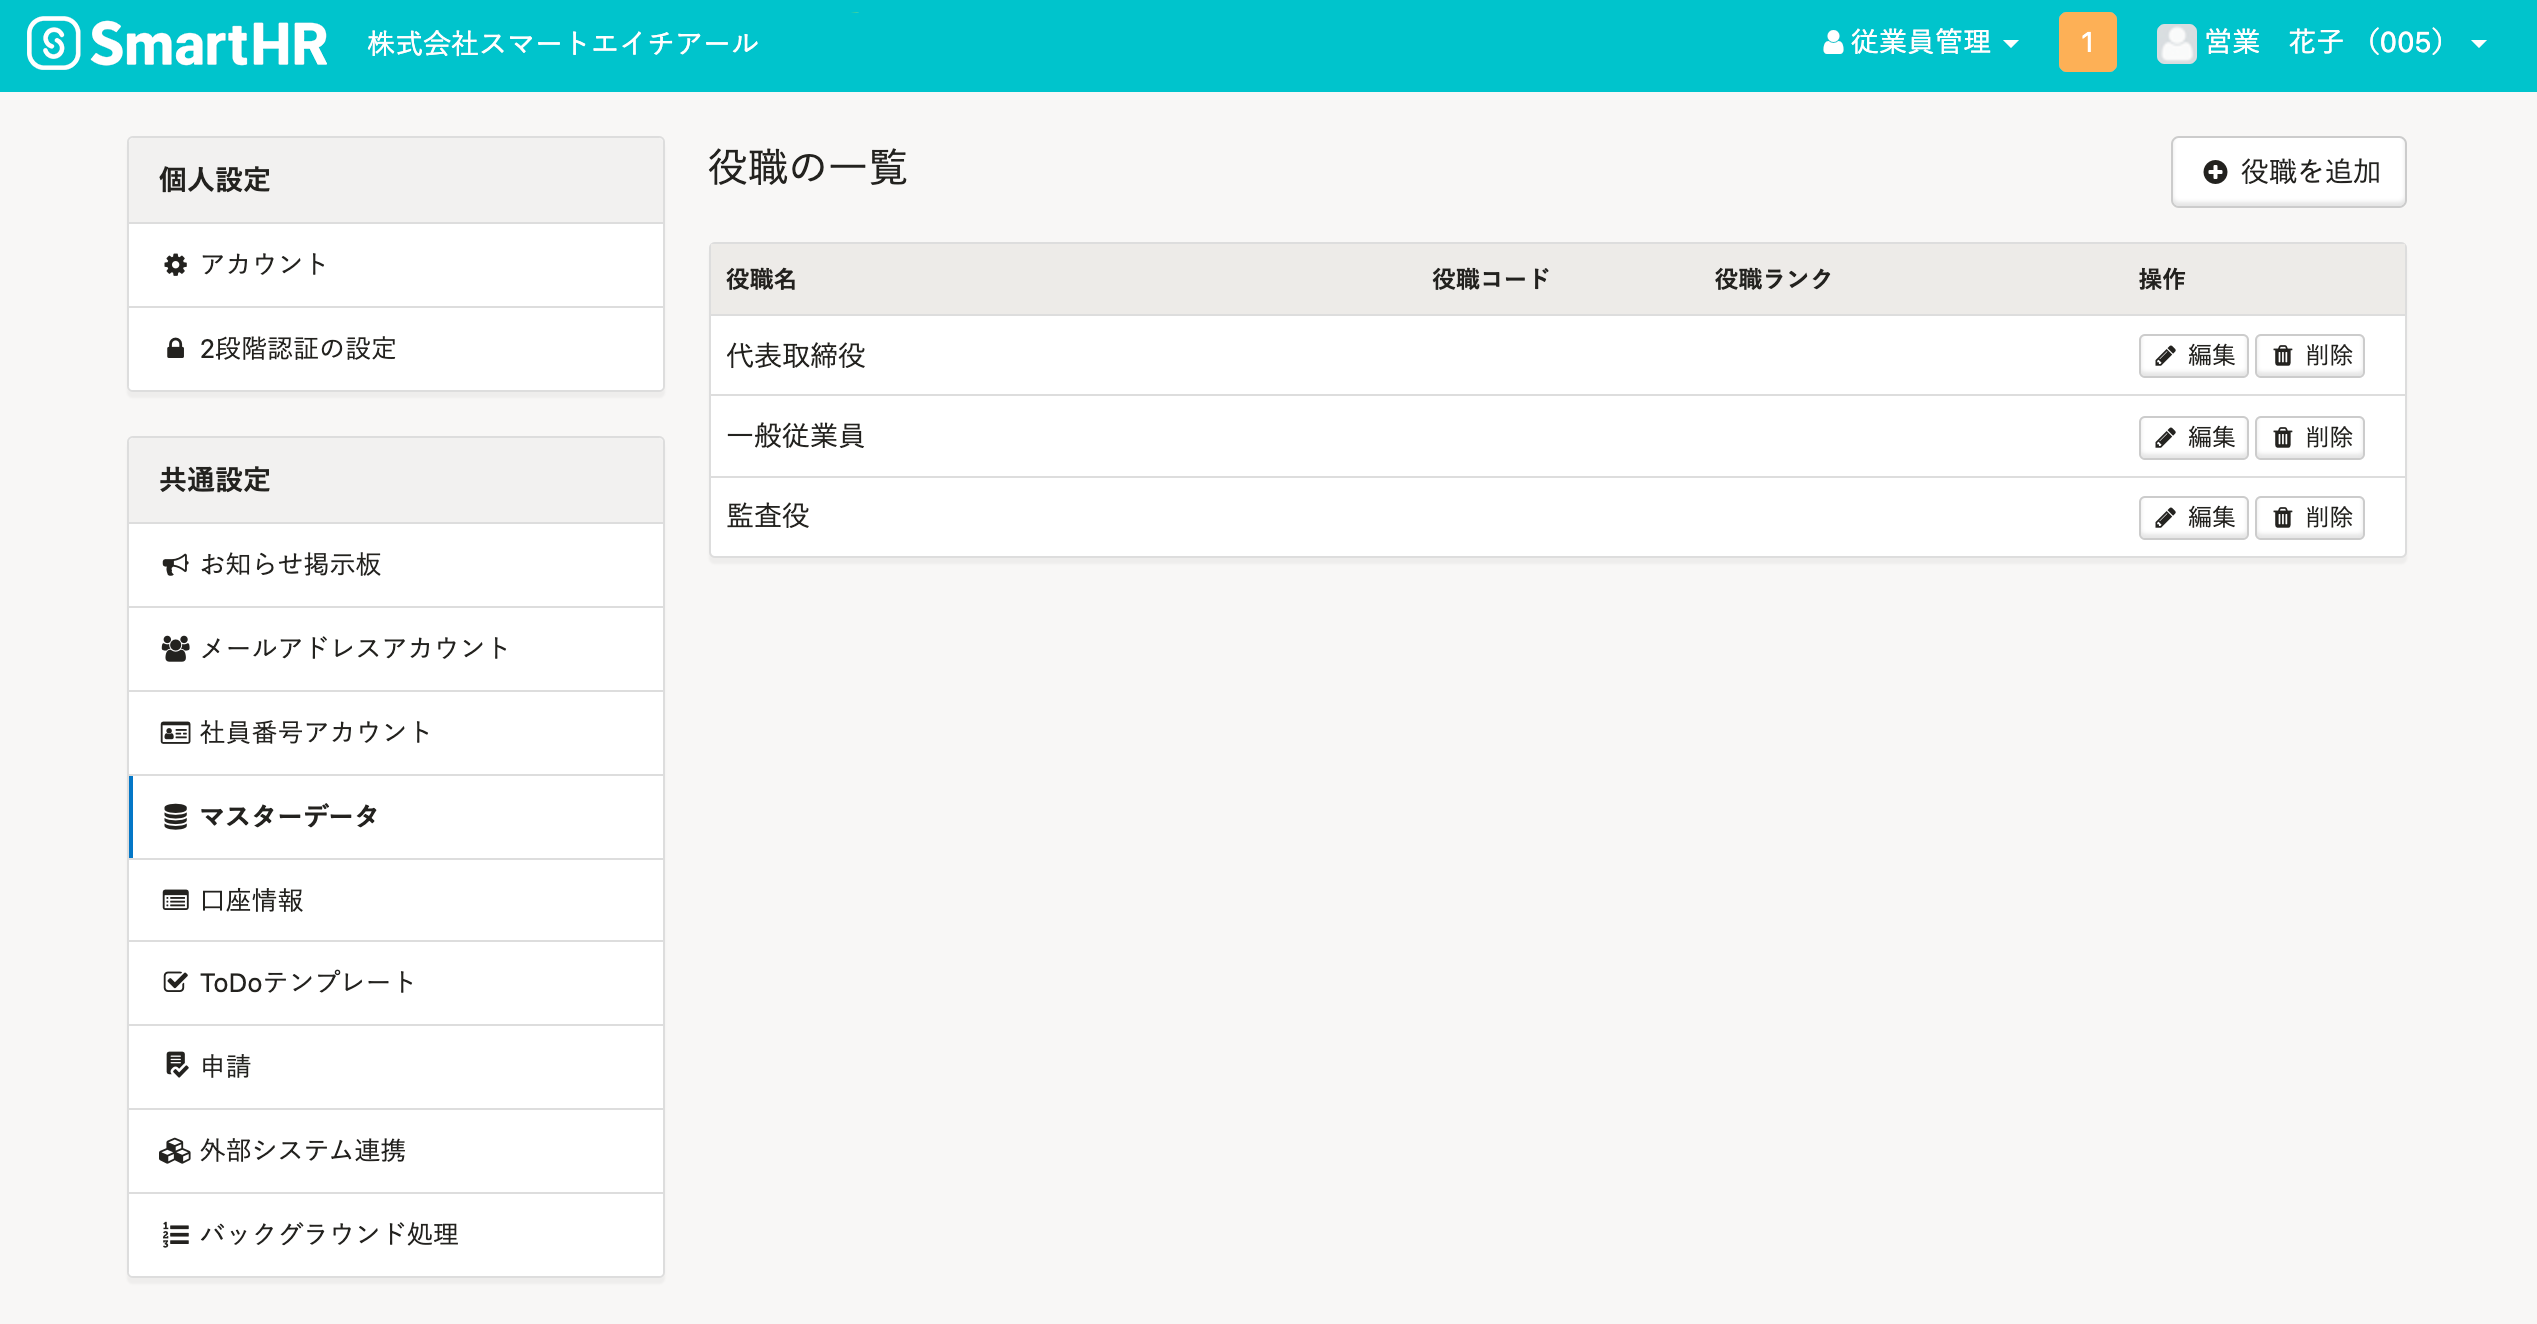 SmartHR 株式会社スマートエイチアール 従業員管理 1 営業 花子 (005)
個人設定
アカウント
2段階認証の設定
共通設定
お知らせ掲示板
メールアドレスアカウント
社員番号アカウント
マスターデータ
口座情報
ToDoテンプレート
申請
外部システム連携
バックグラウンド処理
役職の一覧
役職を追加
役職名 役職コード 役職ランク 操作
代表取締役 編集 削除
一般従業員 編集 削除
監査役 編集 削除